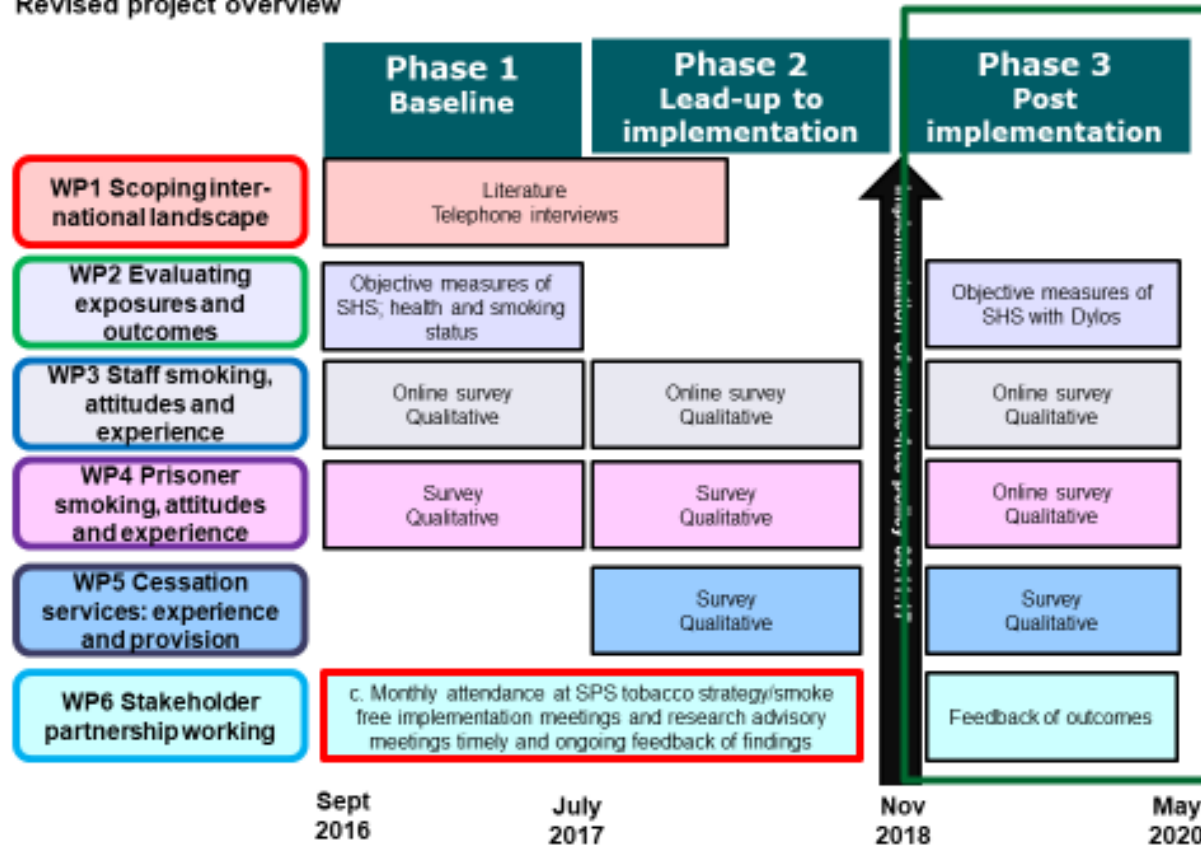 Revised project overview
Phase 1
Baseline
Phase 2
Lead-up to
implementation
Phase 3
Post
implementation
WP1 Scoping inter-
national landscape
Literature
Telephone interviews
WP2 Evaluating
exposures and
outcomes
Objective measures of
SHS; health and smoking
status
Objective measures of
SHS with Dylos
WP3 Staff smoking,
attitudes and
experience
Online survey
Qualitative
Online survey
Qualitative
Online survey
Qualitative
WP4 Prisoner
smoking, attitudes
and experience
Survey
Qualitative
Survey
Qualitative
Online survey
Qualitative
WP5 Cessation
services: experience
and provision
Survey
Qualitative
Survey
Qualitative
WP6 Stakeholder
partnership working
c. Monthly attendance at SPS tobacco strategy/smoke
free implementation meetings and research advisory
meetings timely and ongoing feedback of findings
Feedback of outcomes
Sept
2016
July
2017
Nov
2018
May
2020